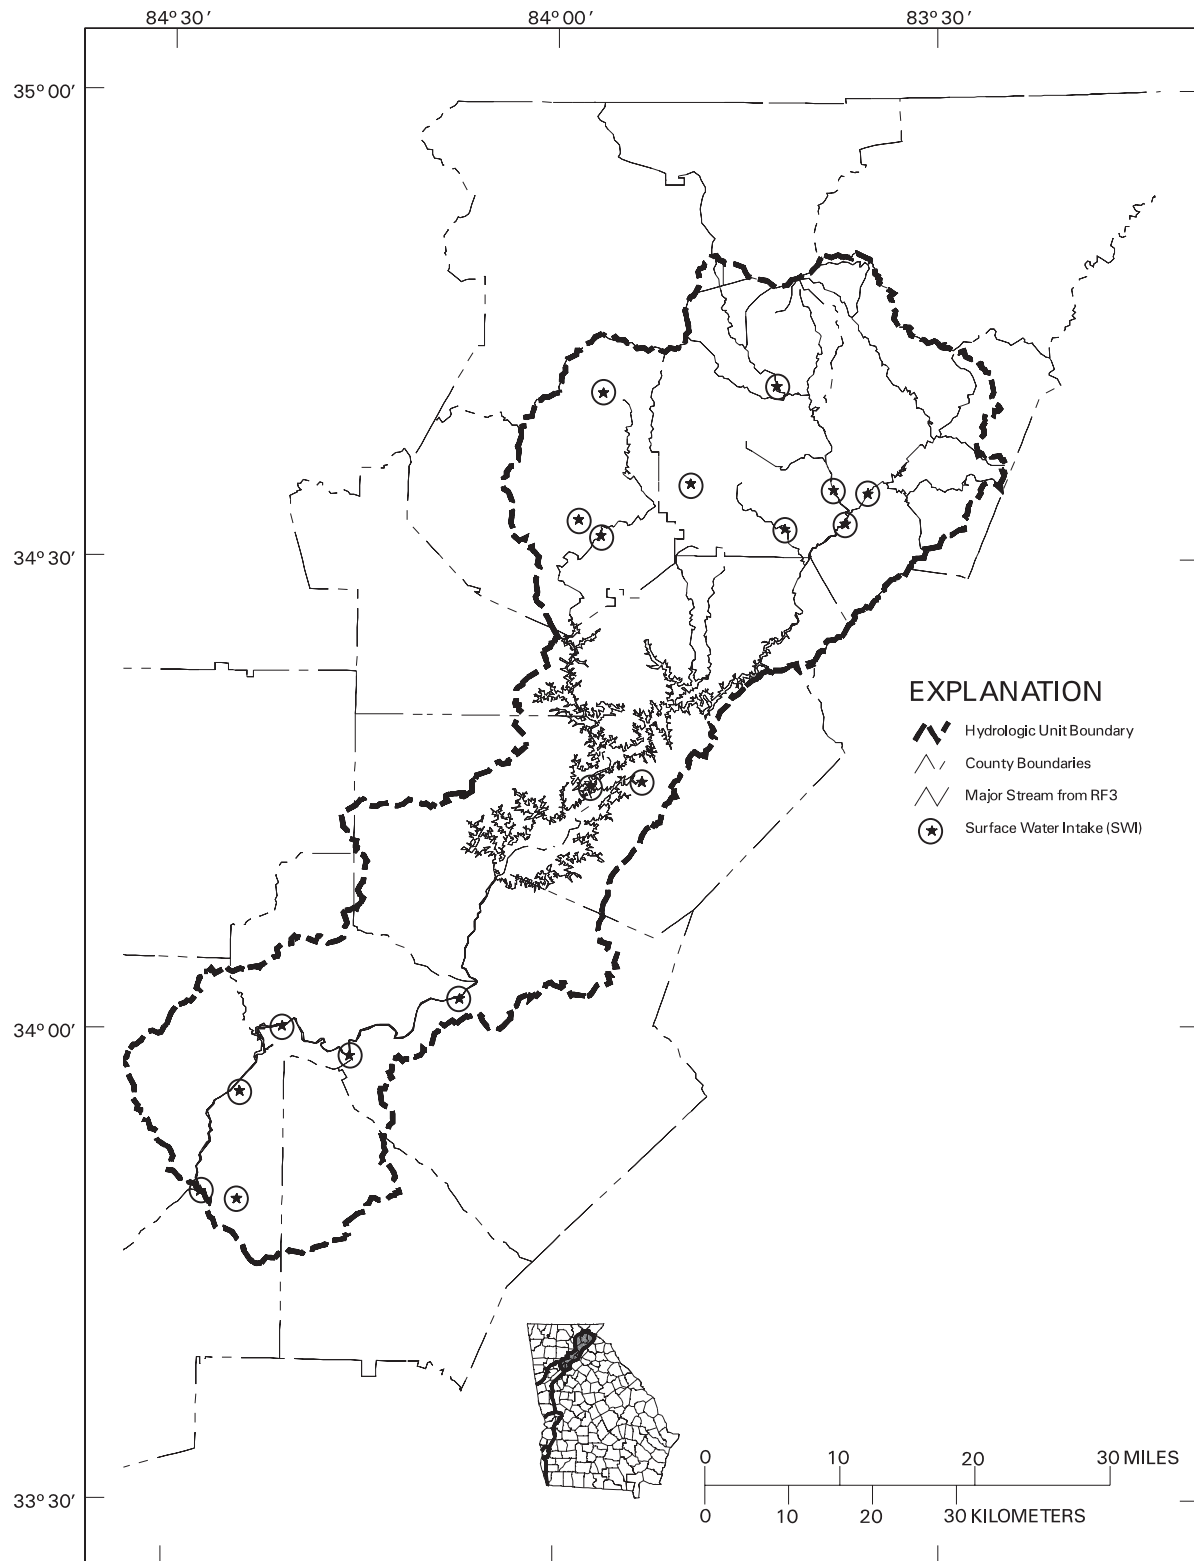 84° 30′ 84° 00′ 83° 30′
35° 00′
34° 30′
EXPLANATION
Hydrologic Unit Boundary
County Boundaries
Major Stream from RF3
Surface Water Intake (SWI)
34° 00′
0 10 20 30 MILES
33° 30′
0 10 20 30 KILOMETERS